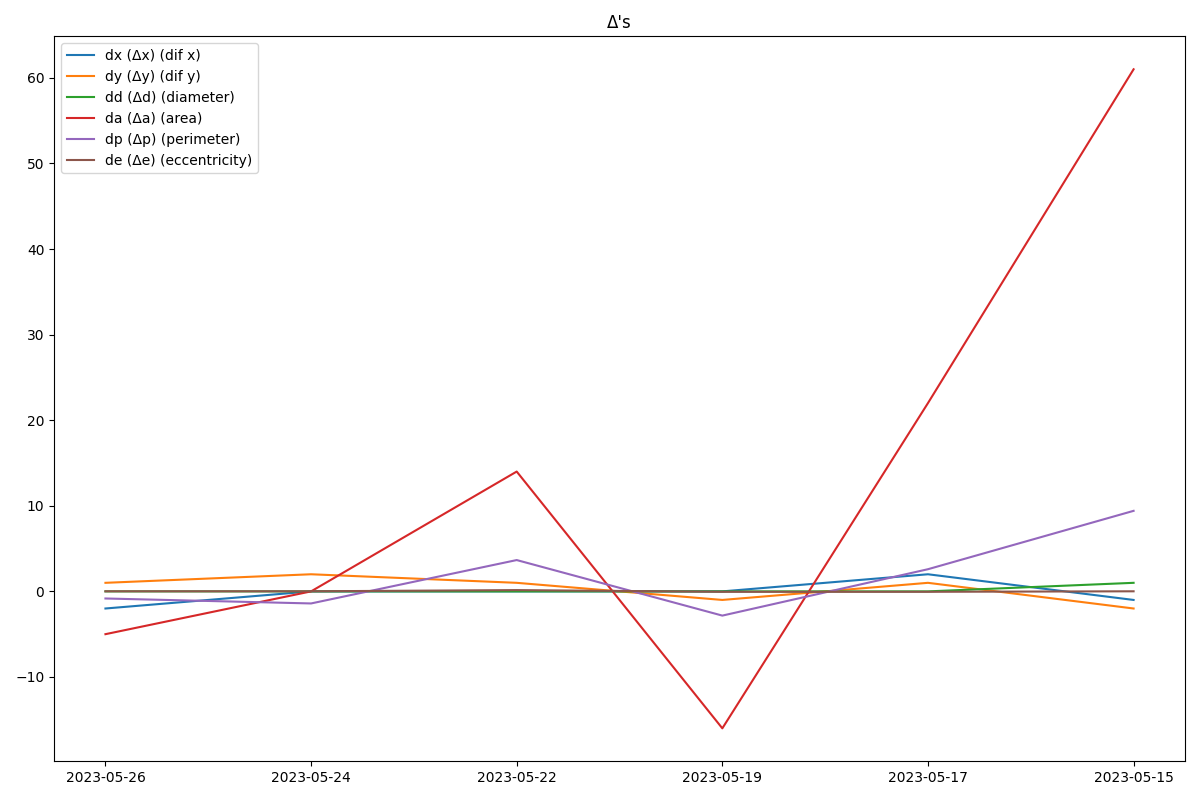 Δ's
dx (Δx) (dif x)
dy (Δy) (dif y)
dd (Δd) (diameter)
da (Δa) (area)
dp (Δp) (perimeter)
de (Δe) (eccentricity)
60
50
40
30
20
10
0
−10
2023-05-26 2023-05-24 2023-05-22 2023-05-19 2023-05-17 2023-05-15